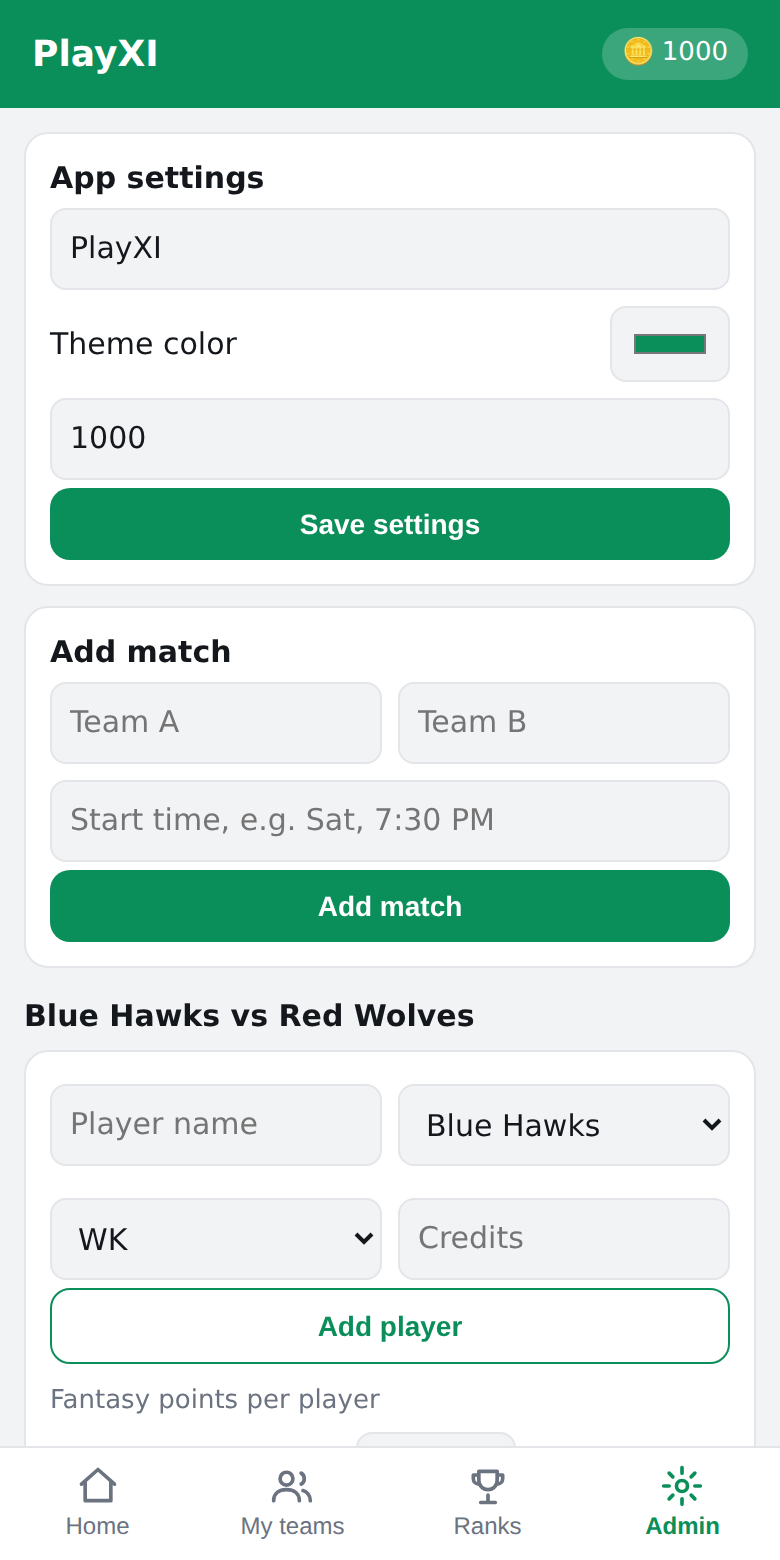 PlayXI
🪙 1000
App settings
PlayXI
Theme color
1000
Save settings
Add match
Team A
Team B
Start time, e.g. Sat, 7:30 PM
Add match
Blue Hawks vs Red Wolves
Player name
Blue Hawks
WK
Credits
Add player
Fantasy points per player
Home
My teams
Ranks
Admin